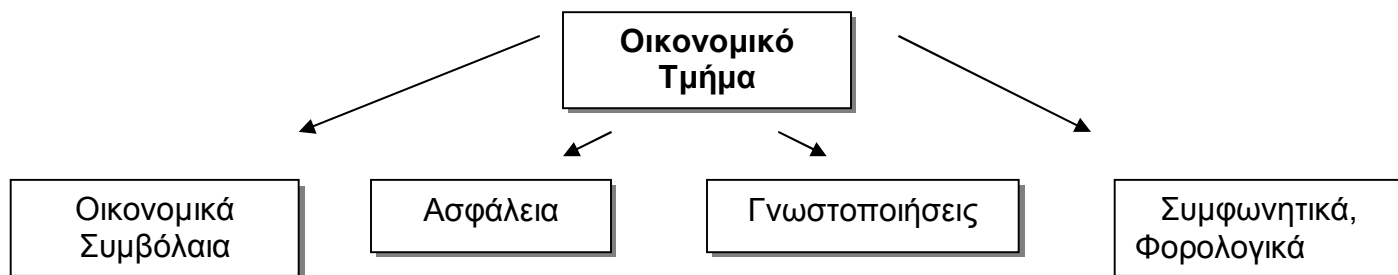 Οικονομικό
Τμήμα
Οικονομικά
Συμβόλαια
Ασφάλεια
Γνωστοποιήσεις
Συμφωνητικά,
Φορολογικά